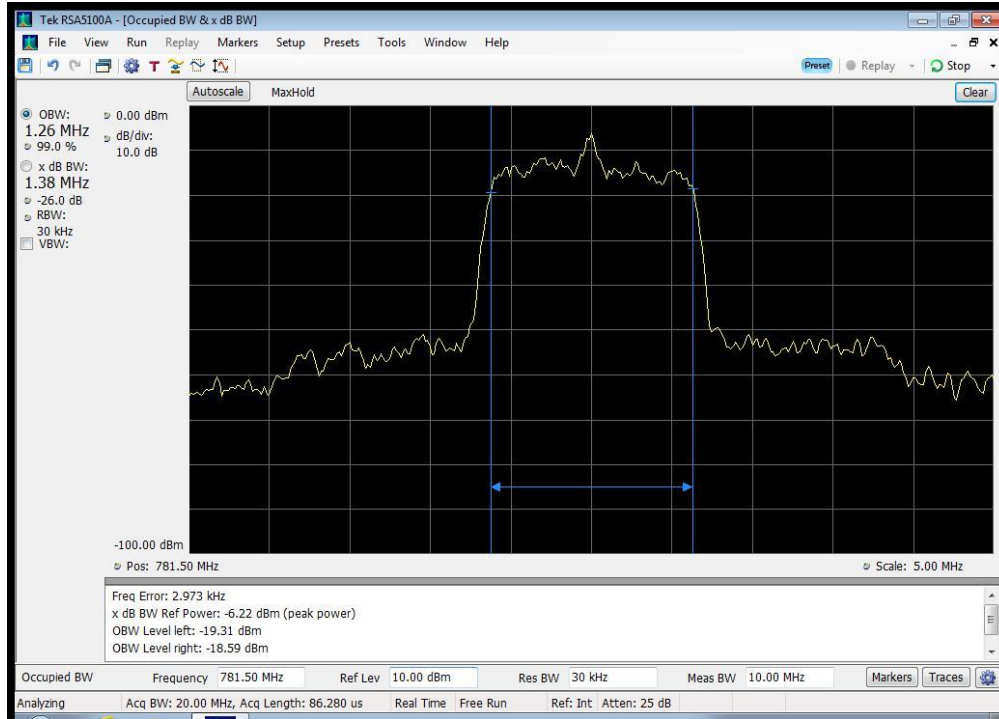 Tek RSA5100A - [Occupied BW & x dB BW]
File View Run Replay Markers Setup Presets Tools Window Help
T
Preset Replay Stop
Autoscale MaxHold Clear
OBW:
1.26 MHz
99.0 %
x dB BW:
1.38 MHz
-26.0 dB
RBW:
30 kHz
VBW:
0.00 dBm
dB/div:
10.0 dB
-100.00 dBm
Pos: 781.50 MHz Scale: 5.00 MHz
Freq Error: 2.973 kHz
x dB BW Ref Power: -6.22 dBm (peak power)
OBW Level left: -19.31 dBm
OBW Level right: -18.59 dBm
Occupied BW Frequency 781.50 MHz Ref Lev 10.00 dBm Res BW 30 kHz Meas BW 10.00 MHz Markers Traces
Analyzing Acq BW: 20.00 MHz, Acq Length: 86.280 us Real Time Free Run Ref: Int Atten: 25 dB